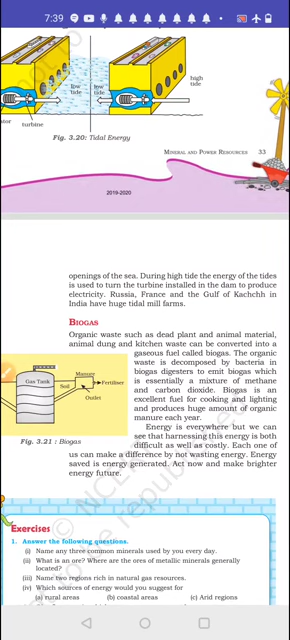 7:39
low
tide
low
tide
high
tide
turbine
Fig. 3.20: Tidal Energy
MINERAL AND POWER RESOURCES 33
2019-2020
openings of the sea. During high tide the energy of the tides
is used to turn the turbine installed in the dam to produce
electricity. Russia, France and the Gulf of Kachchh in
India have huge tidal mill farms.
BIOGAS
Organic waste such as dead plant and animal material,
animal dung and kitchen waste can be converted into a
gaseous fuel called biogas. The organic
waste is decomposed by bacteria in
biogas digesters to emit biogas which
is essentially a mixture of methane
and carbon dioxide. Biogas is an
excellent fuel for cooking and lighting
and produces huge amount of organic
manure each year.
Gas Tank
Manure
Soil
Fertiliser
Outlet
Fig. 3.21 : Biogas
Energy is everywhere but we can
see that harnessing this energy is both
difficult as well as costly. Each one of
us can make a difference by not wasting energy. Energy
saved is energy generated. Act now and make brighter
energy future.
Exercises
1. Answer the following questions.
(i) Name any three common minerals used by you every day.
(ii) What is an ore? Where are the ores of metallic minerals generally
located?
(iii) Name two regions rich in natural gas resources.
(iv) Which sources of energy would you suggest for
(a) rural areas (b) coastal areas (c) Arid regions